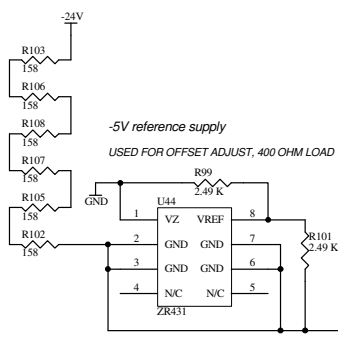 -24V
R103
158
R106
158
R108
158
R107
158
R105
158
R102
158
-5V reference supply
USED FOR OFFSET ADJUST, 400 OHM LOAD
R99
2.49 K
GND
U44
1 VZ VREF 8
2 GND GND 7
3 GND GND 6
4 N/C N/C 5
ZR431
R101
2.49 K